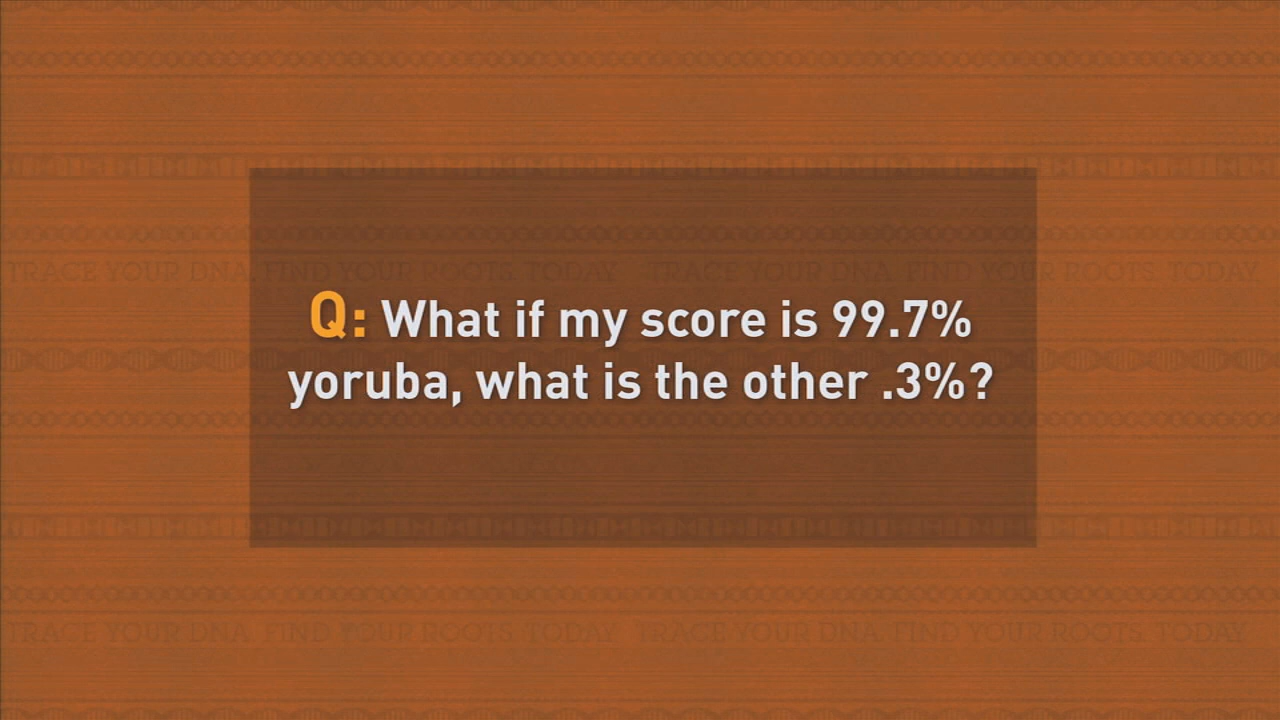 TRACE YOUR DNA. FIND YOUR ROOTS. TODAY TRACE YOUR DNA. FIND YOUR ROOTS. TODAY
Q: What if my score is 99.7%
yoruba, what is the other .3%?
TRACE YOUR DNA. FIND YOUR ROOTS. TODAY TRACE YOUR DNA. FIND YOUR ROOTS. TODAY